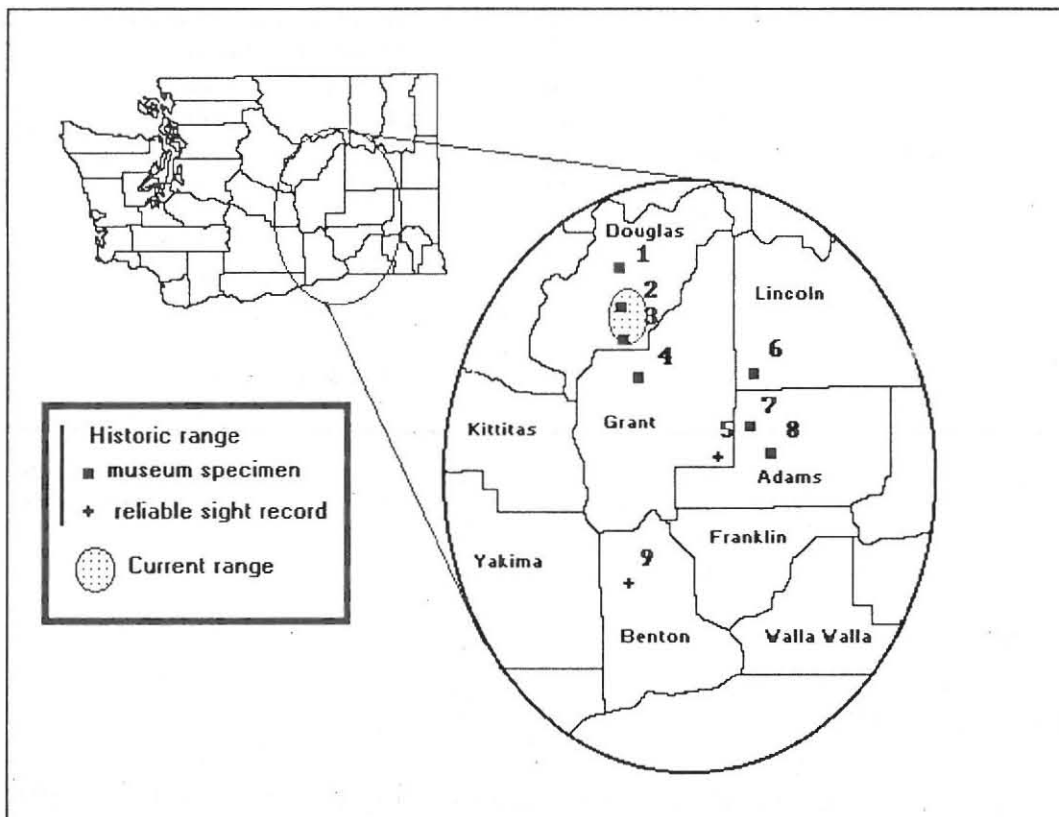 Douglas
1
2
3
Lincoln
4
6
7
Kittitas
Grant
5
8
Adams
Historic range
museum specimen
reliable sight record
Current range
Yakima
9
Franklin
Benton
Walla Walla